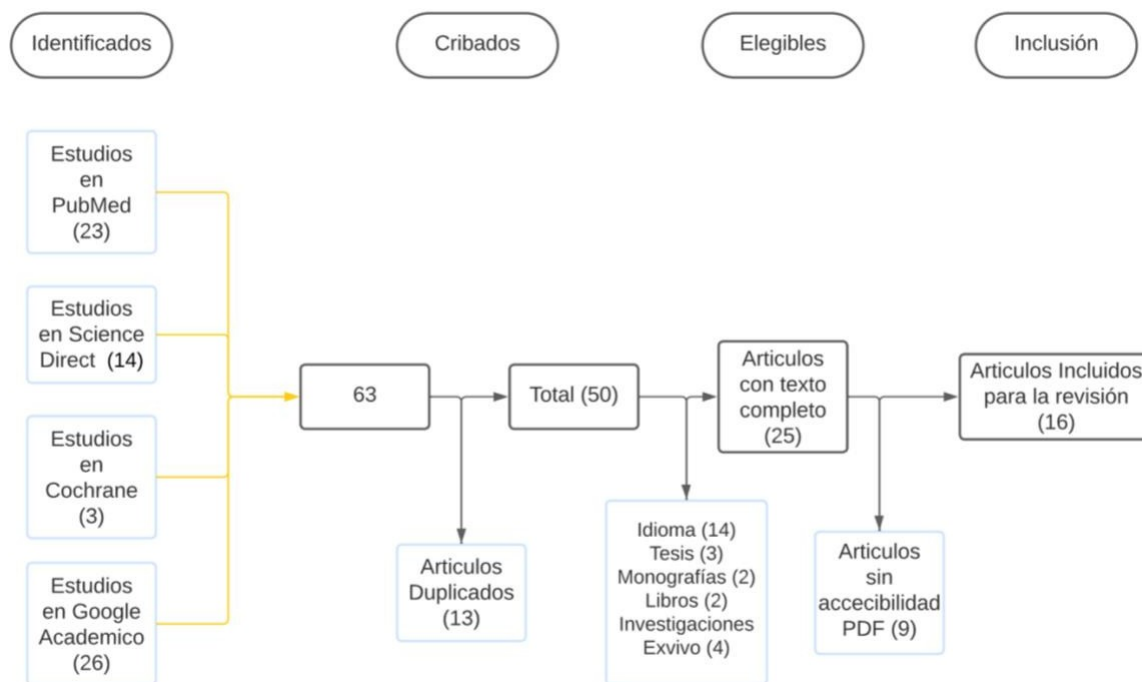 Identificados
Cribados
Elegibles
Inclusión
Estudios
en
PubMed
(23)
Estudios
en Science
Direct (14)
Estudios
en
Cochrane
(3)
Estudios
en Google
Academico
(26)
63
Articulos
Duplicados
(13)
Total (50)
Idioma (14)
Tesis (3)
Monografías (2)
Libros (2)
Investigaciones
Exvivo (4)
Articulos
con texto
completo
(25)
Articulos
sin
accecibilidad
PDF (9)
Articulos Incluidos
para la revisión
(16)